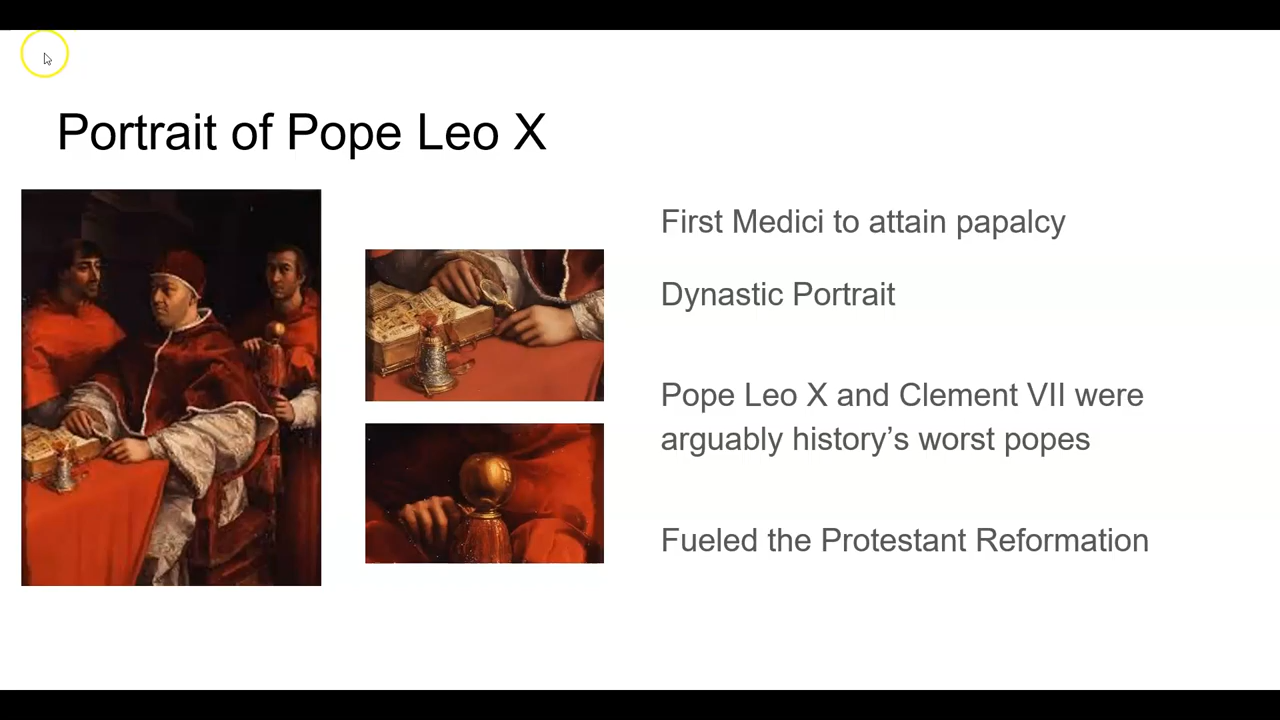 Portrait of Pope Leo X
First Medici to attain papalcy
Dynastic Portrait
Pope Leo X and Clement VII were
arguably history’s worst popes
Fueled the Protestant Reformation